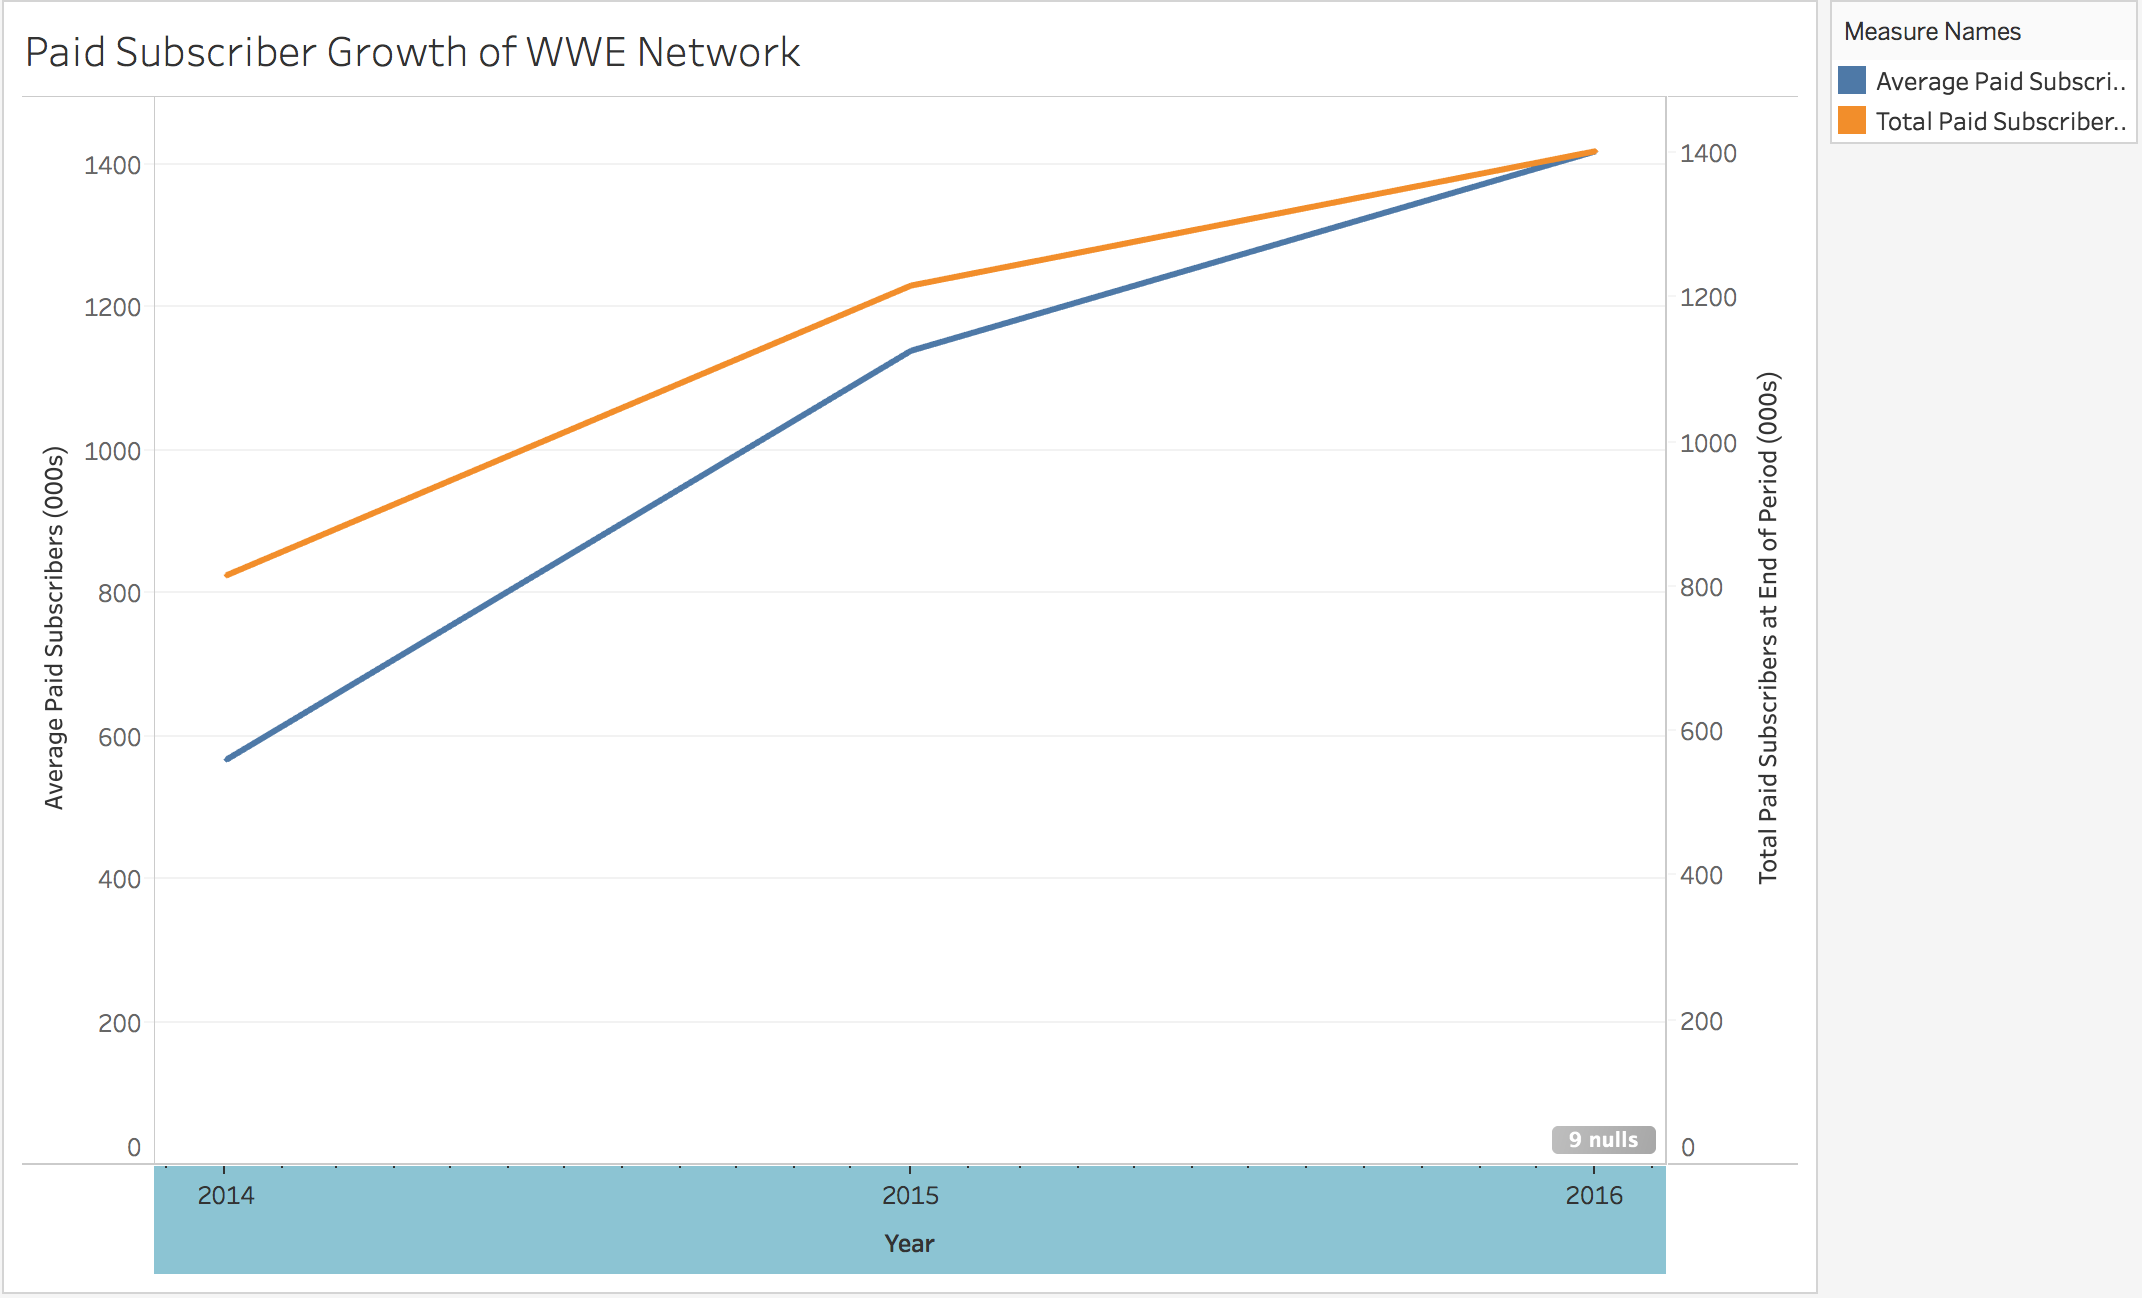 Paid Subscriber Growth of WWE Network
Measure Names
Average Paid Subscri..
Total Paid Subscriber..
Average Paid Subscribers (000s)
1400
1200
1000
800
600
400
200
0
1400
1200
1000
800
600
400
200
0
Total Paid Subscribers at End of Period (000s)
9 nulls
2014
2015
2016
Year